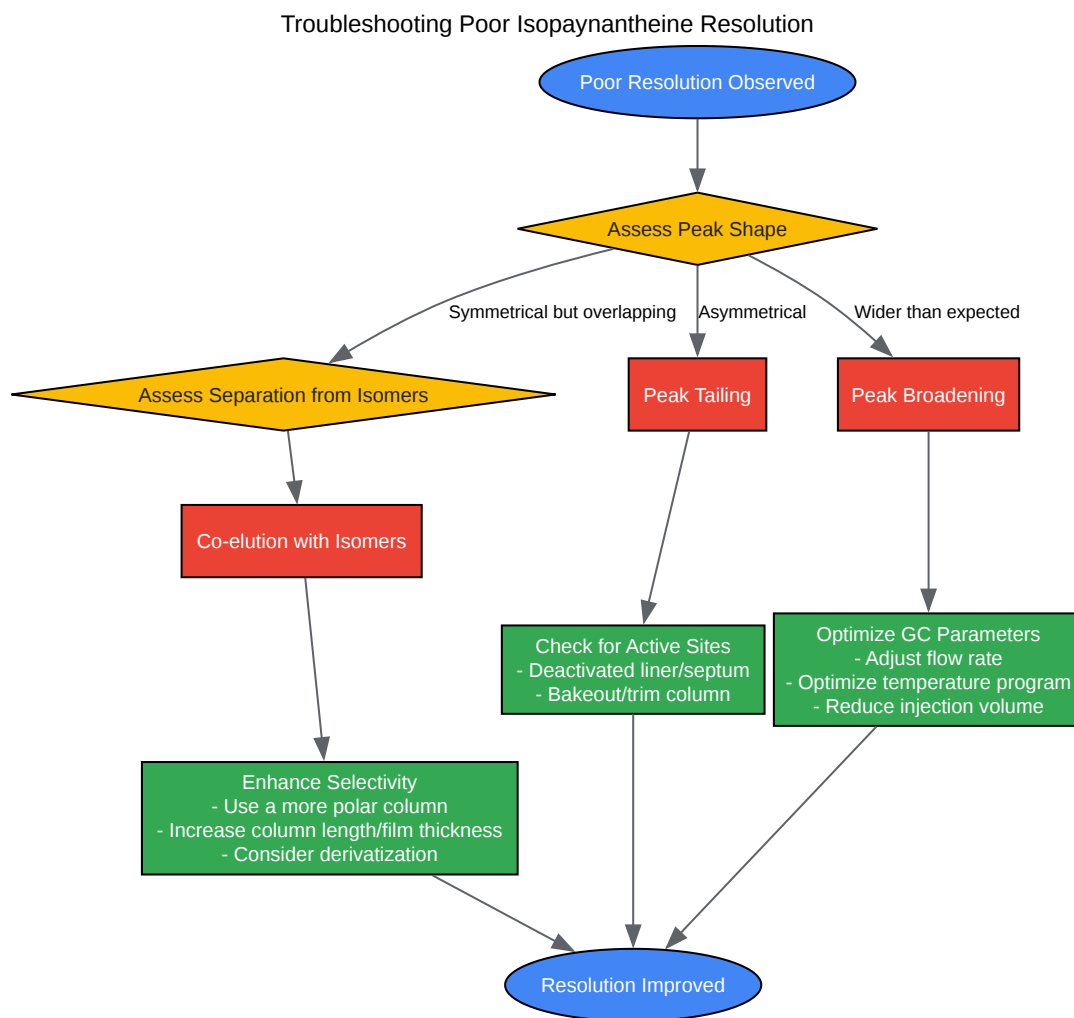 Troubleshooting Poor Isopaynantheine Resolution
Poor Resolution Observed
Assess Peak Shape
Symmetrical but overlapping
Asymmetrical
Wider than expected
Assess Separation from Isomers
Peak Tailing
Peak Broadening
Co-elution with Isomers
Check for Active Sites
- Deactivated liner/septum
- Bakeout/trim column
Optimize GC Parameters
- Adjust flow rate
- Optimize temperature program
- Reduce injection volume
Enhance Selectivity
- Use a more polar column
- Increase column length/film thickness
- Consider derivatization
Resolution Improved